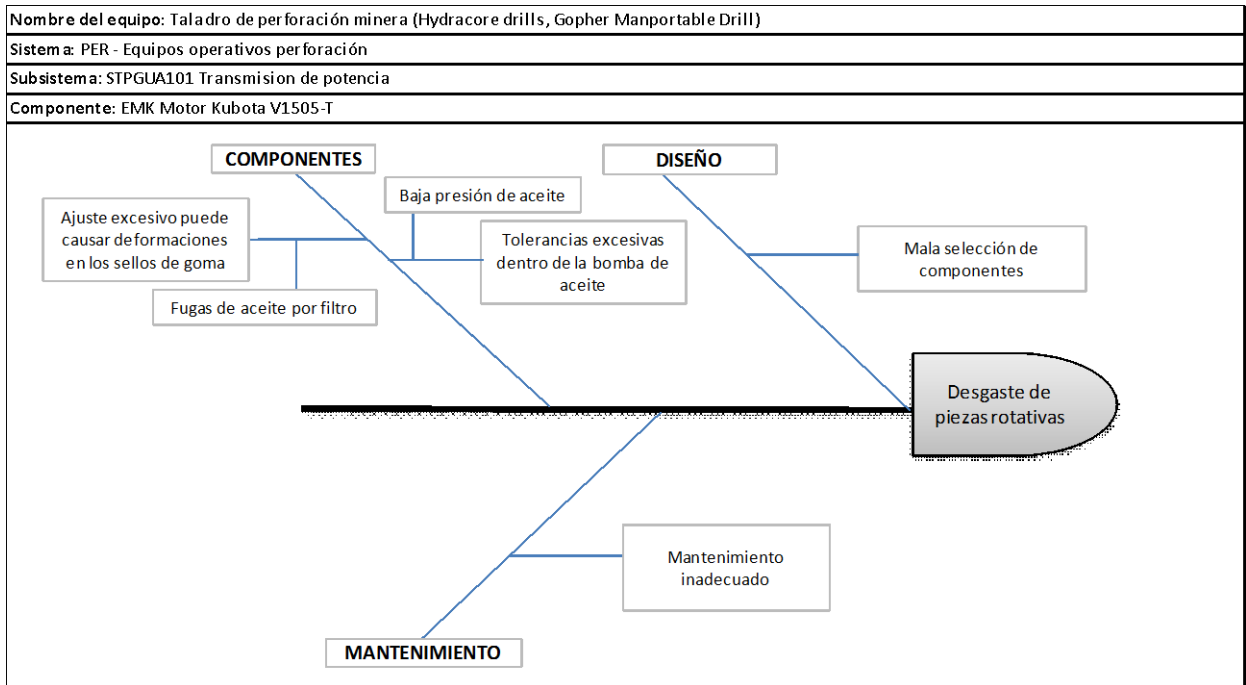 Nombre del equipo: Taladro de perforación minera (Hydracore drills, Gopher Manportable Drill)
Sistema: PER - Equipos operativos perforación
Subsistema: STPGUA101 Transmision de potencia
Componente: EMK Motor Kubota V1505-T
COMPONENTES
DISEÑO
Baja presión de aceite
Ajuste excesivo puede
causar deformaciones
en los sellos de goma
Tolerancias excesivas
dentro de la bomba de
aceite
Mala selección de
componentes
Fugas de aceite por filtro
Desgaste de
piezas rotativas
Mantenimiento
inadecuado
MANTENIMIENTO